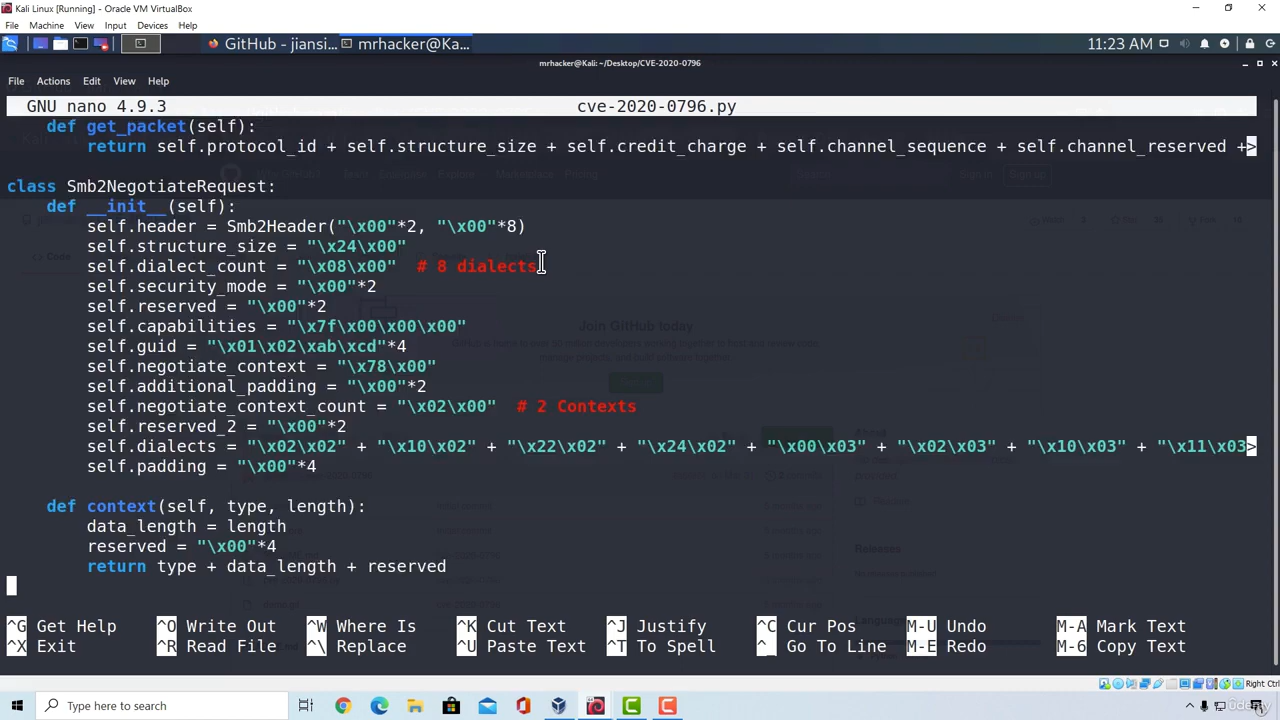 Kali Linux [Running] - Oracle VM VirtualBox
File Machine View Input Devices Help
GitHub - jiansi... mrhacker@Ka... 11:23 AM
mrhacker@Kali: ~/Desktop/CVE-2020-0796
File Actions Edit View Help
GNU nano 4.9.3 cve-2020-0796.py
def get_packet(self):
return self.protocol_id + self.structure_size + self.credit_charge + self.channel_sequence + self.channel_reserved +>
class Smb2NegotiateRequest:
def __init__(self):
self.header = Smb2Header("\x00"*2, "\x00"*8)
self.structure_size = "\x24\x00"
self.dialect_count = "\x08\x00"  # 8 dialects
self.security_mode = "\x00"*2
self.reserved = "\x00"*2
self.capabilities = "\x7f\x00\x00\x00"
self.guid = "\x01\x02\xab\xcd"*4
self.negotiate_context = "\x78\x00"
self.additional_padding = "\x00"*2
self.negotiate_context_count = "\x02\x00"  # 2 Contexts
self.reserved_2 = "\x00"*2
self.dialects = "\x02\x02" + "\x10\x02" + "\x22\x02" + "\x24\x02" + "\x00\x03" + "\x02\x03" + "\x10\x03" + "\x11\x03>
self.padding = "\x00"*4
def context(self, type, length):
data_length = length
reserved = "\x00"*4
return type + data_length + reserved
Join GitHub today
^G Get Help ^O Write Out ^W Where Is ^K Cut Text ^J Justify ^C Cur Pos M-U Undo M-A Mark Text
^X Exit ^R Read File ^\ Replace ^U Paste Text ^T To Spell ^_ Go To Line M-E Redo M-6 Copy Text
Right Ctrl
Type here to search
Udemy